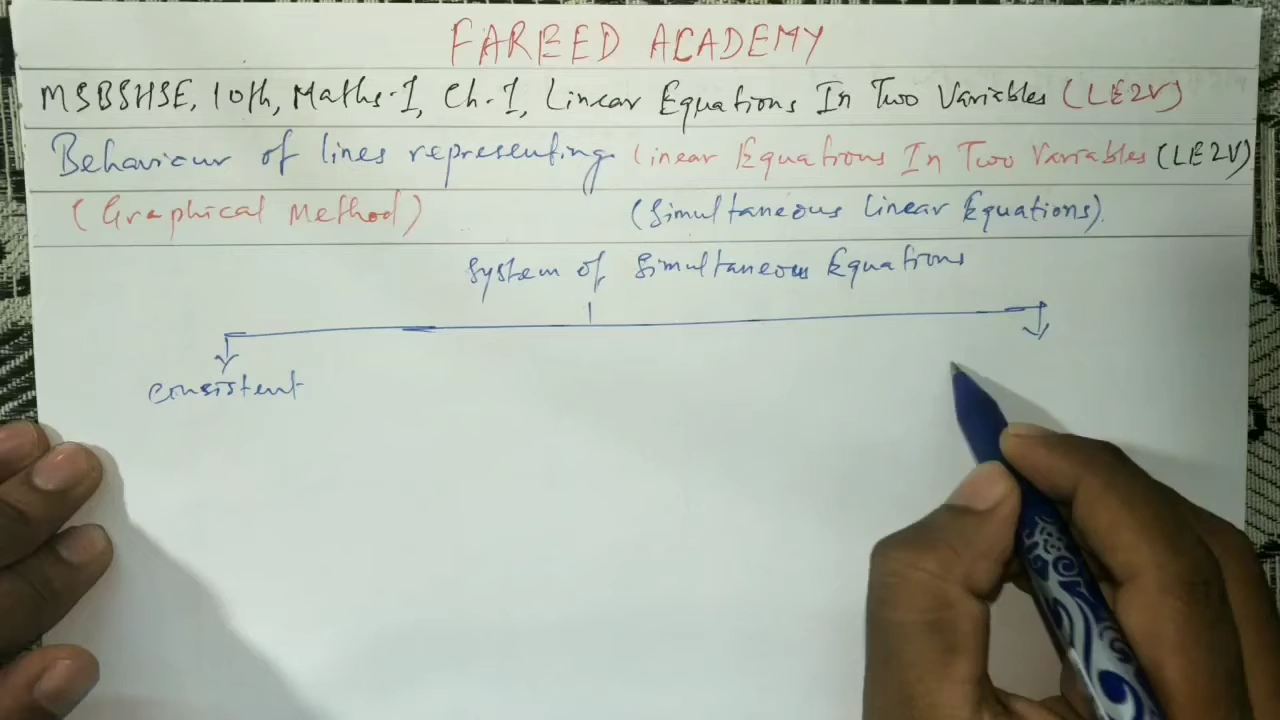 FAREED ACADEMY
MSBSHSE, 10th, Maths-I, Ch.I, Linear Equations In Two Variables (LE2V)
Behaviour of lines representing Linear Equations In Two Variables (LE2V)
(Graphical Method) (Simultaneous Linear Equations).
System of Simultaneous Equations
Consistent